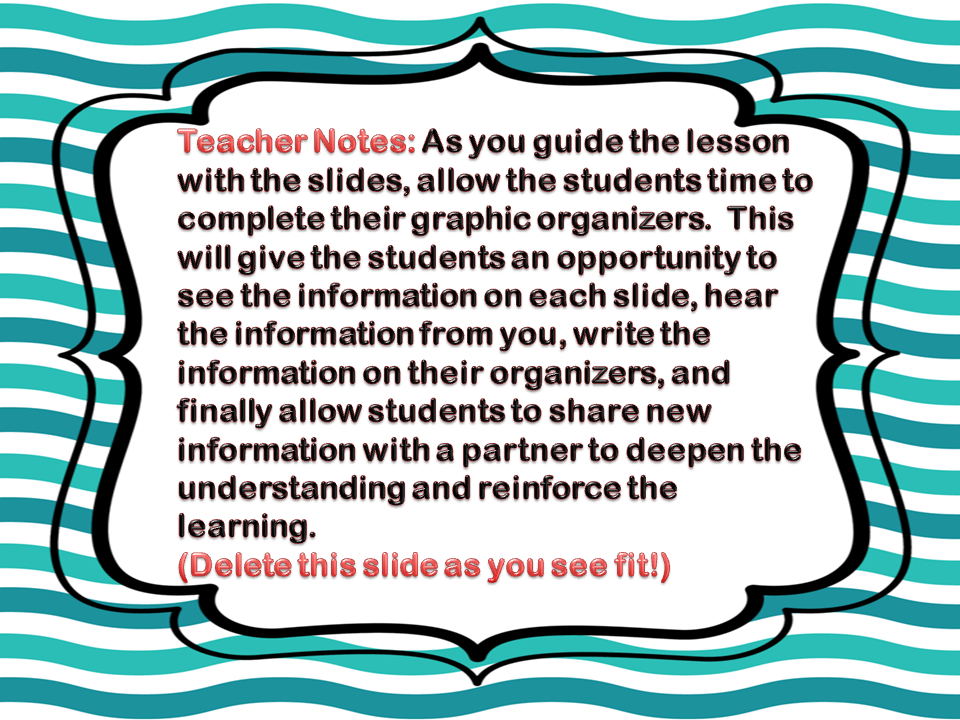 Teacher Notes: As you guide the lesson
with the slides, allow the students time to
complete their graphic organizers.  This
will give the students an opportunity to
see the information on each slide, hear
the information from you, write the
information on their organizers, and
finally allow students to share new
information with a partner to deepen the
understanding and reinforce the
learning.
(Delete this slide as you see fit!)